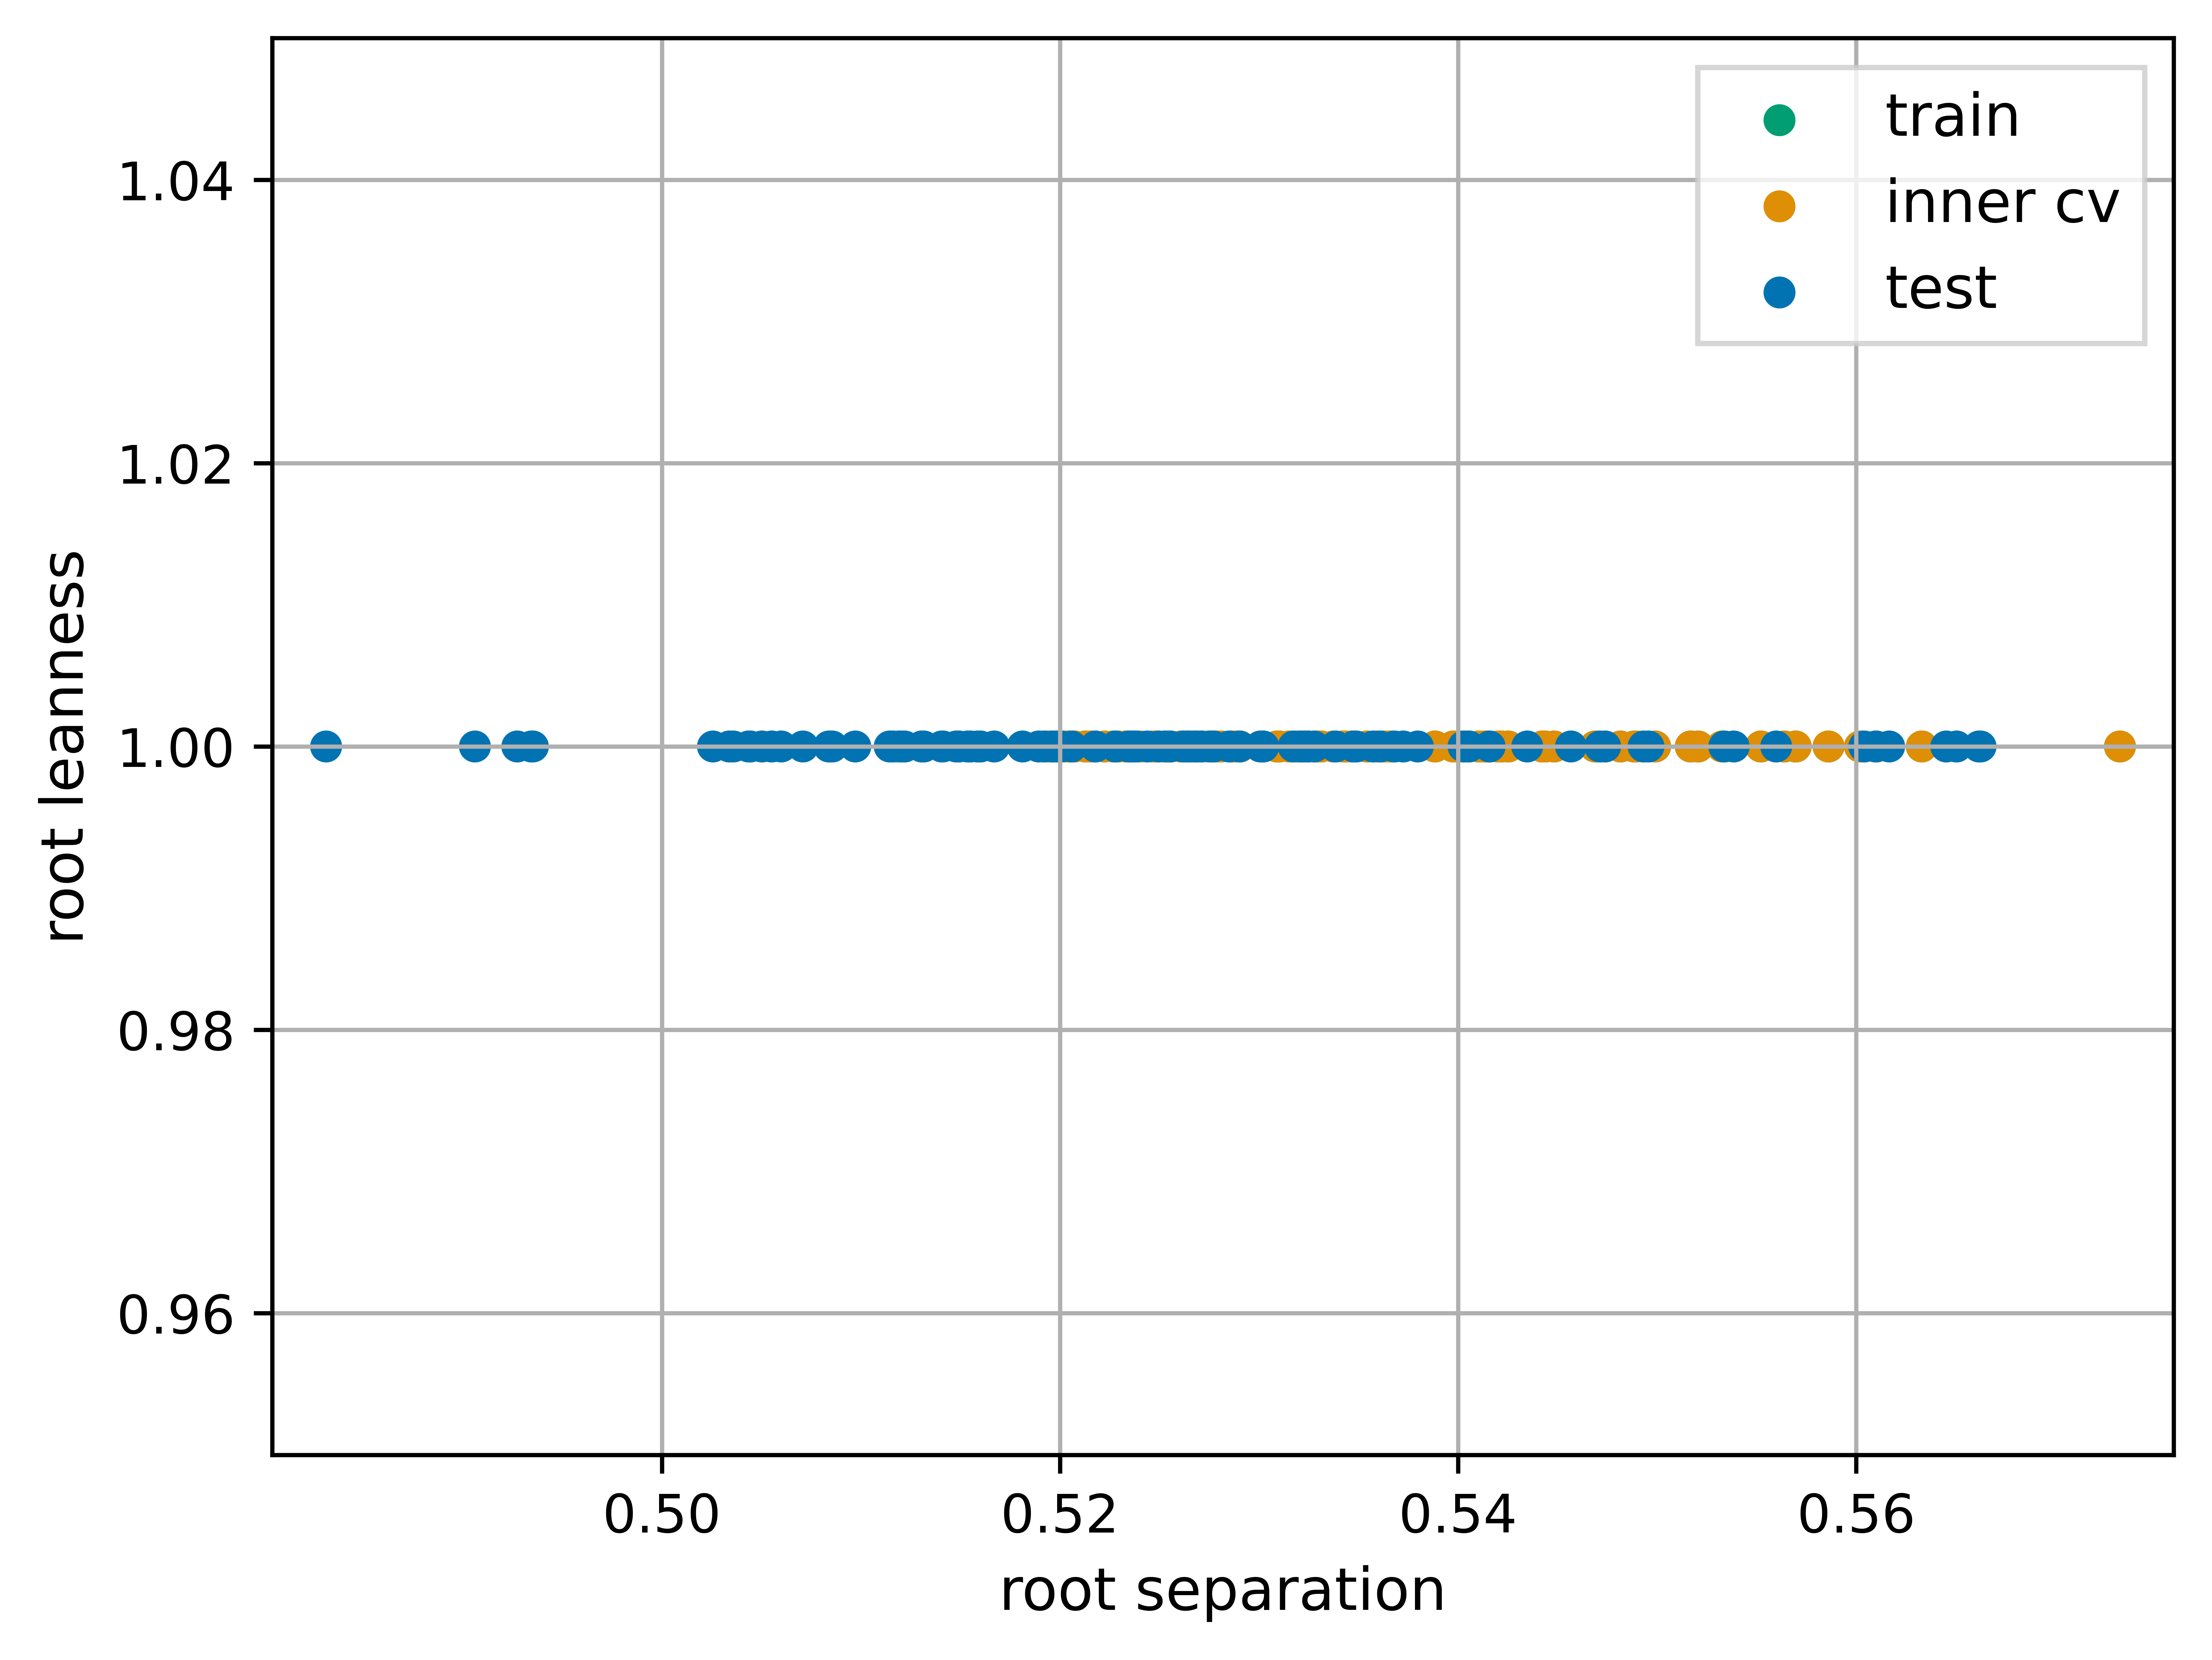 train
inner cv
test
1.04
1.02
1.00
0.98
0.96
root leanness
0.50 0.52 0.54 0.56
root separation